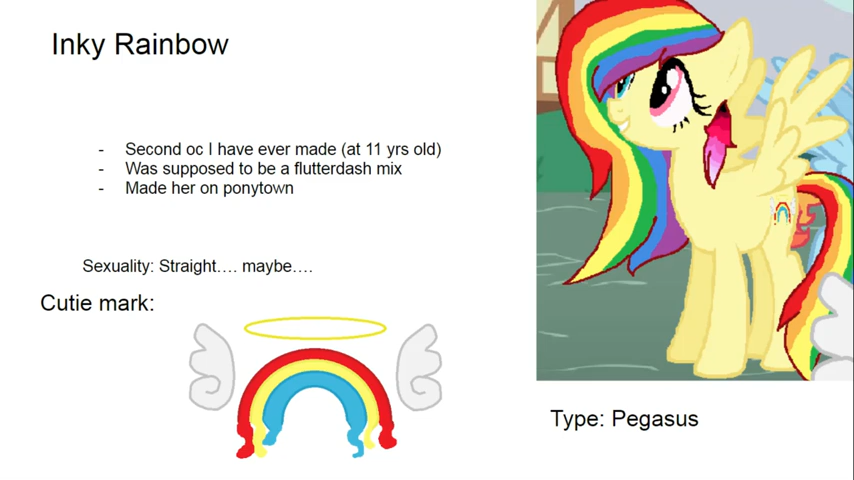 Inky Rainbow
- Second oc I have ever made (at 11 yrs old)
- Was supposed to be a flutterdash mix
- Made her on ponytown
Sexuality: Straight…. maybe….
Cutie mark:
Type: Pegasus